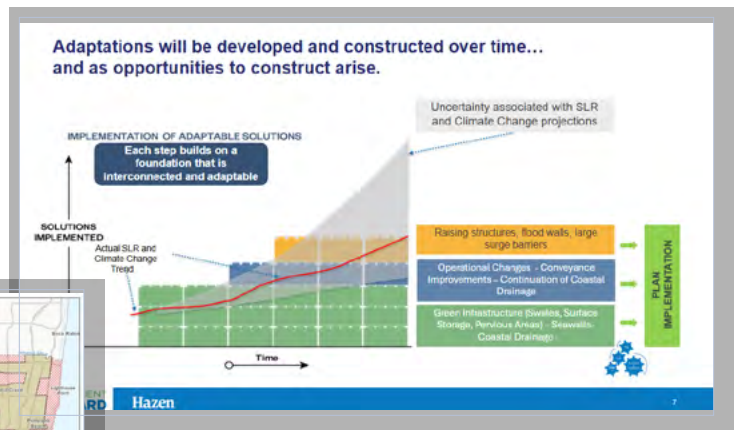 Adaptations will be developed and constructed over time…
and as opportunities to construct arise.
Uncertainty associated with SLR
and Climate Change projections
IMPLEMENTATION OF ADAPTABLE SOLUTIONS
Each step builds on a
foundation that is
interconnected and adaptable
SOLUTIONS
IMPLEMENTED
Actual SLR and
Climate Change
Trend
Raising structures, flood walls, large
surge barriers
Operational Changes - Conveyance
Improvements – Continuation of Coastal
Drainage
Green Infrastructure (Swales, Surface
Storage, Pervious Areas) - Seawalls-
Coastal Drainage
PLAN
IMPLEMENTATION
Time
ENT
ARD
Hazen
7